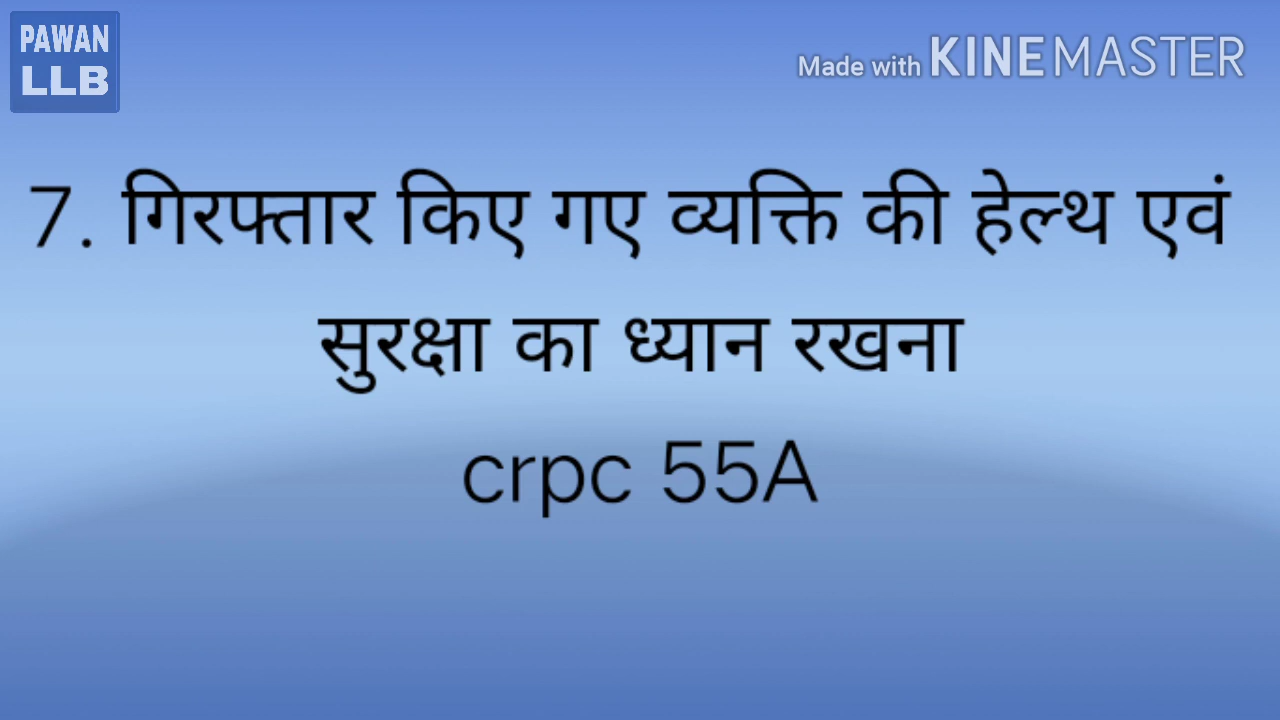 PAWAN
LLB
Made with KINEMASTER
7. गिरफ्तार किए गए व्यक्ति की हेल्थ एवं
सुरक्षा का ध्यान रखना
crpc 55A